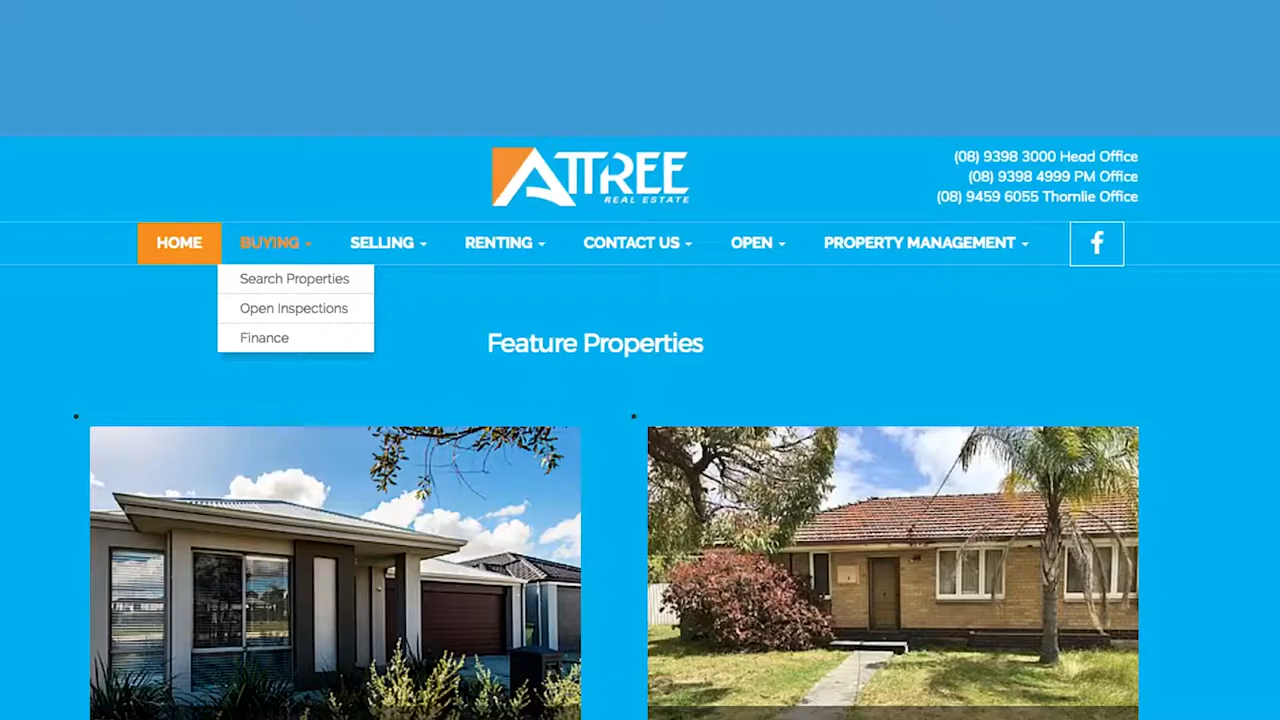 ATTREE
REAL ESTATE
(08) 9398 3000 Head Office
(08) 9398 4999 PM Office
(08) 9459 6055 Thornlie Office
HOME BUYING SELLING RENTING CONTACT US OPEN PROPERTY MANAGEMENT f
Search Properties
Open Inspections
Finance
Feature Properties